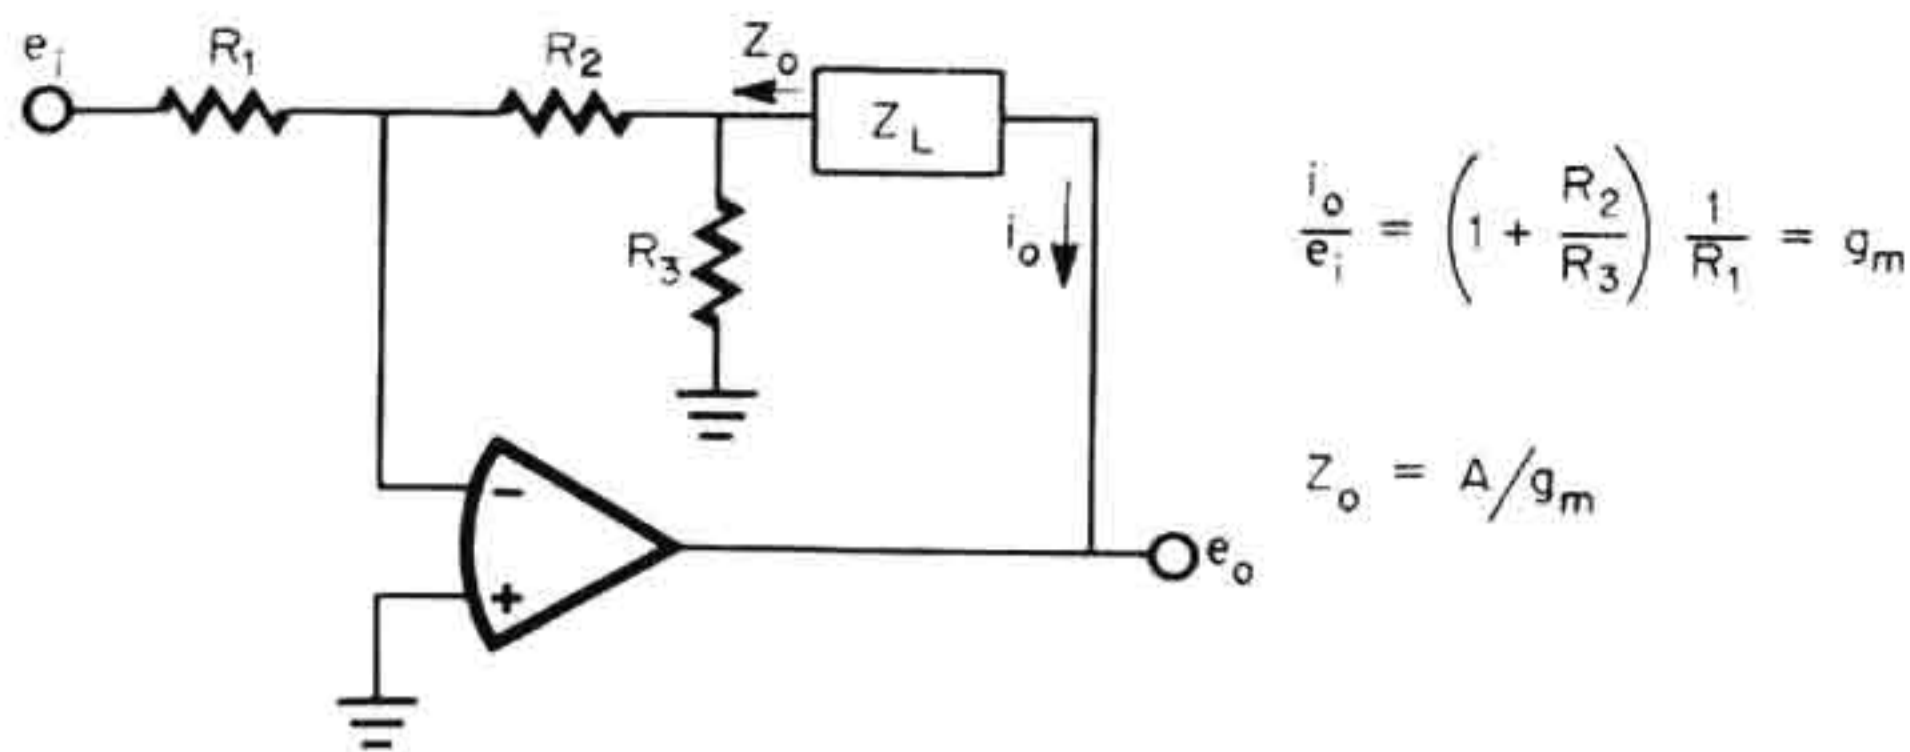 e_i
R_1
R_2
Z_o
Z_L
R_3
i_o
-
+
e_o
i_o/e_i = (1 + R_2/R_3) 1/R_1 = g_m
Z_o = A/g_m